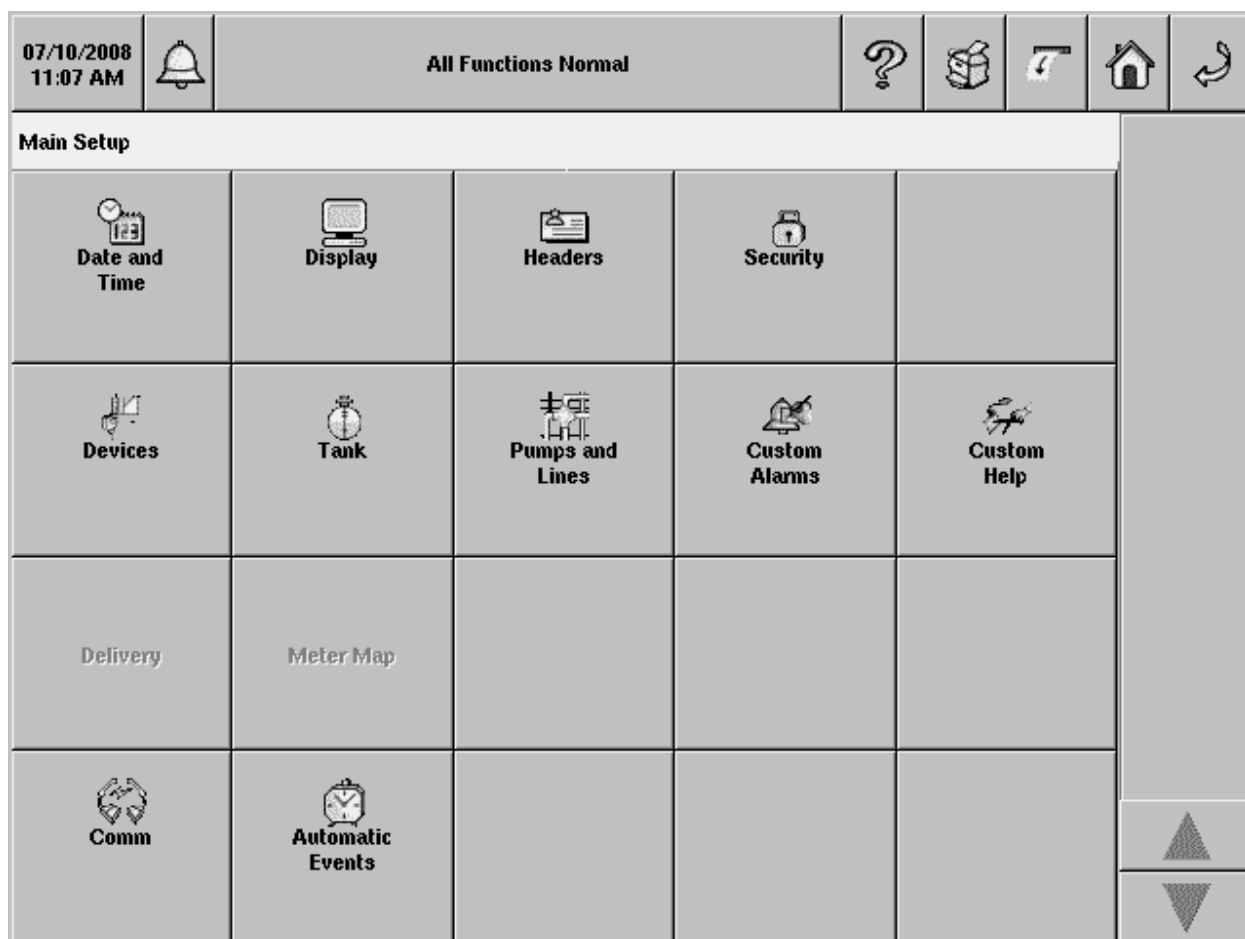 07/10/2008
11:07 AM
All Functions Normal
Main Setup
123
Date and
Time
Display
Headers
Security
Devices
Tank
Pumps and
Lines
Custom
Alarms
Custom
Help
Delivery
Meter Map
Comm
Automatic
Events